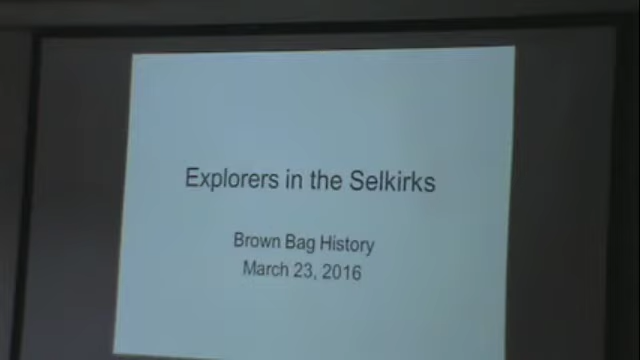 Explorers in the Selkirks
Brown Bag History
March 23, 2016